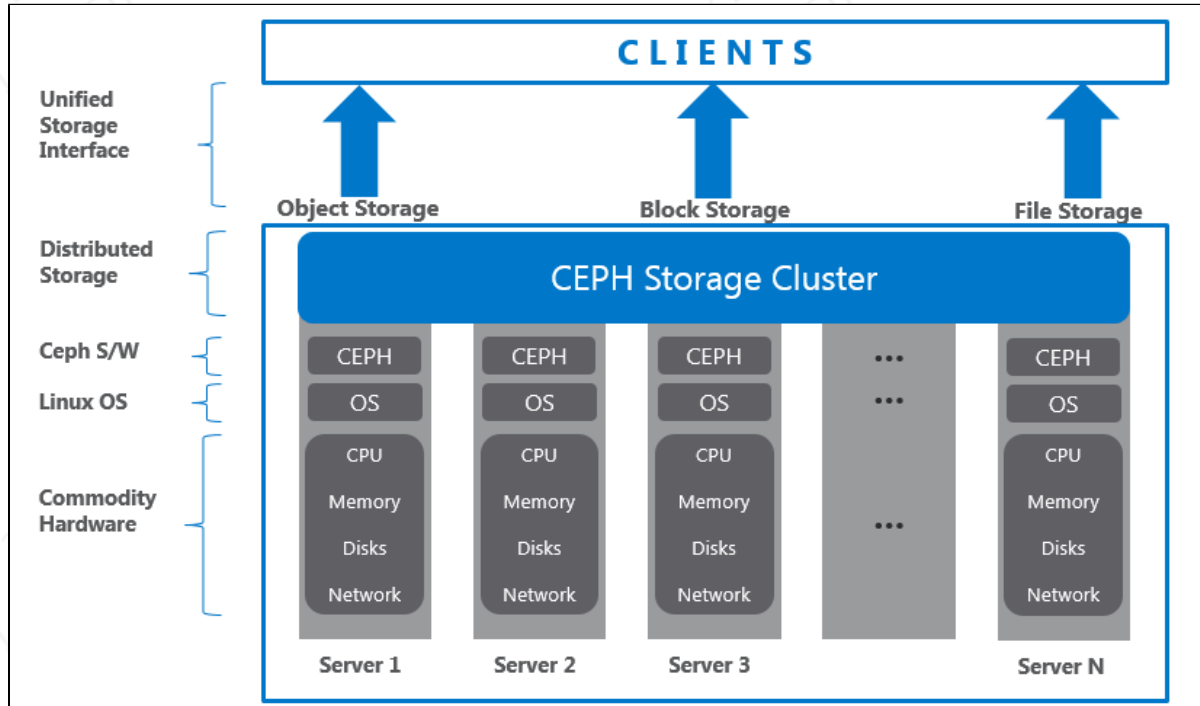 CLIENTS
Unified
Storage
Interface
Object Storage
Block Storage
File Storage
Distributed
Storage
CEPH Storage Cluster
Ceph S/W
CEPH
CEPH
CEPH
...
CEPH
Linux OS
OS
OS
OS
...
OS
Commodity
Hardware
CPU
Memory
Disks
Network
CPU
Memory
Disks
Network
CPU
Memory
Disks
Network
...
CPU
Memory
Disks
Network
Server 1
Server 2
Server 3
Server N